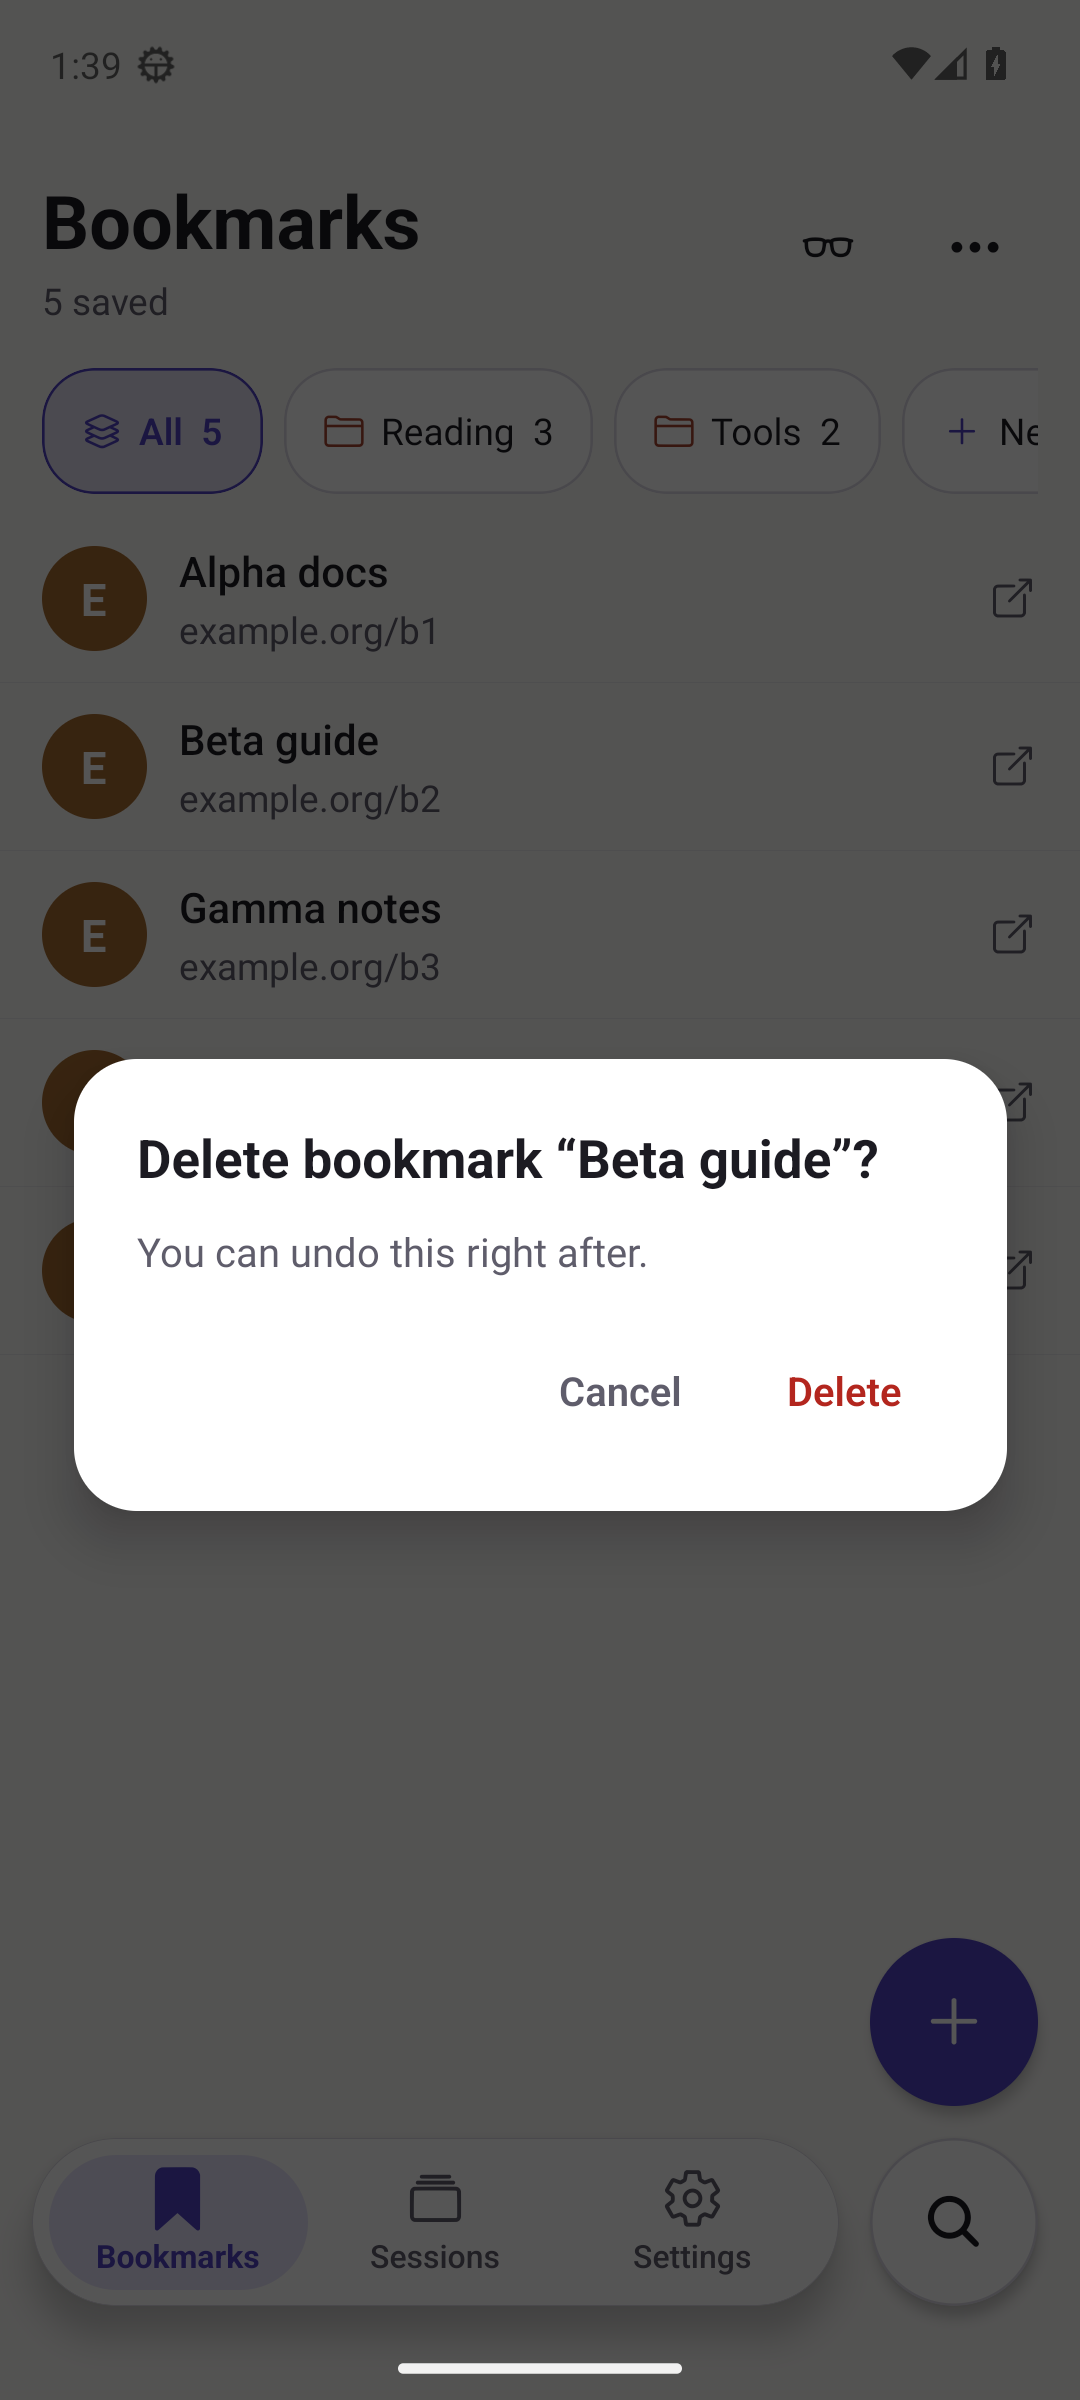 1:39
Bookmarks
5 saved
All 5
Reading 3
Tools 2
E
Alpha docs
example.org/b1
E
Beta guide
example.org/b2
E
Gamma notes
example.org/b3
Delete bookmark “Beta guide”?
You can undo this right after.
Cancel
Delete
Bookmarks
Sessions
Settings